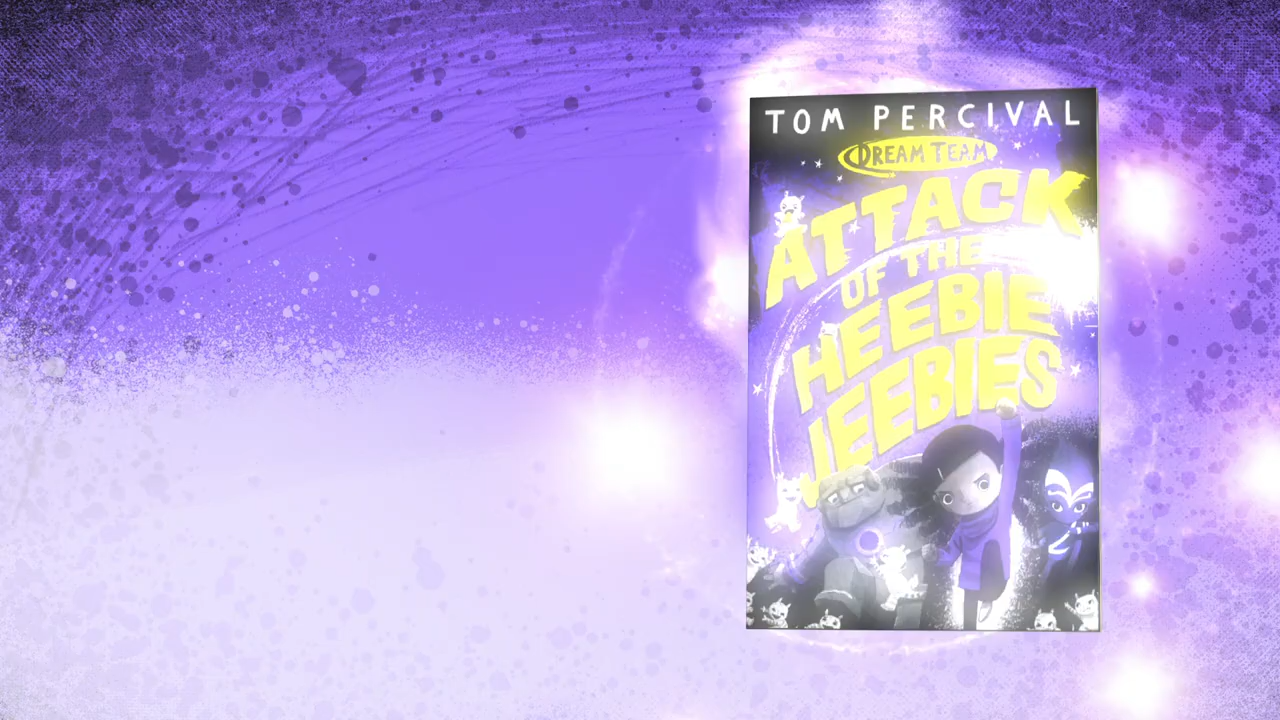 TOM PERCIVAL
DREAM TEAM
ATTACK
OF THE
HEEBIE
JEEBIES